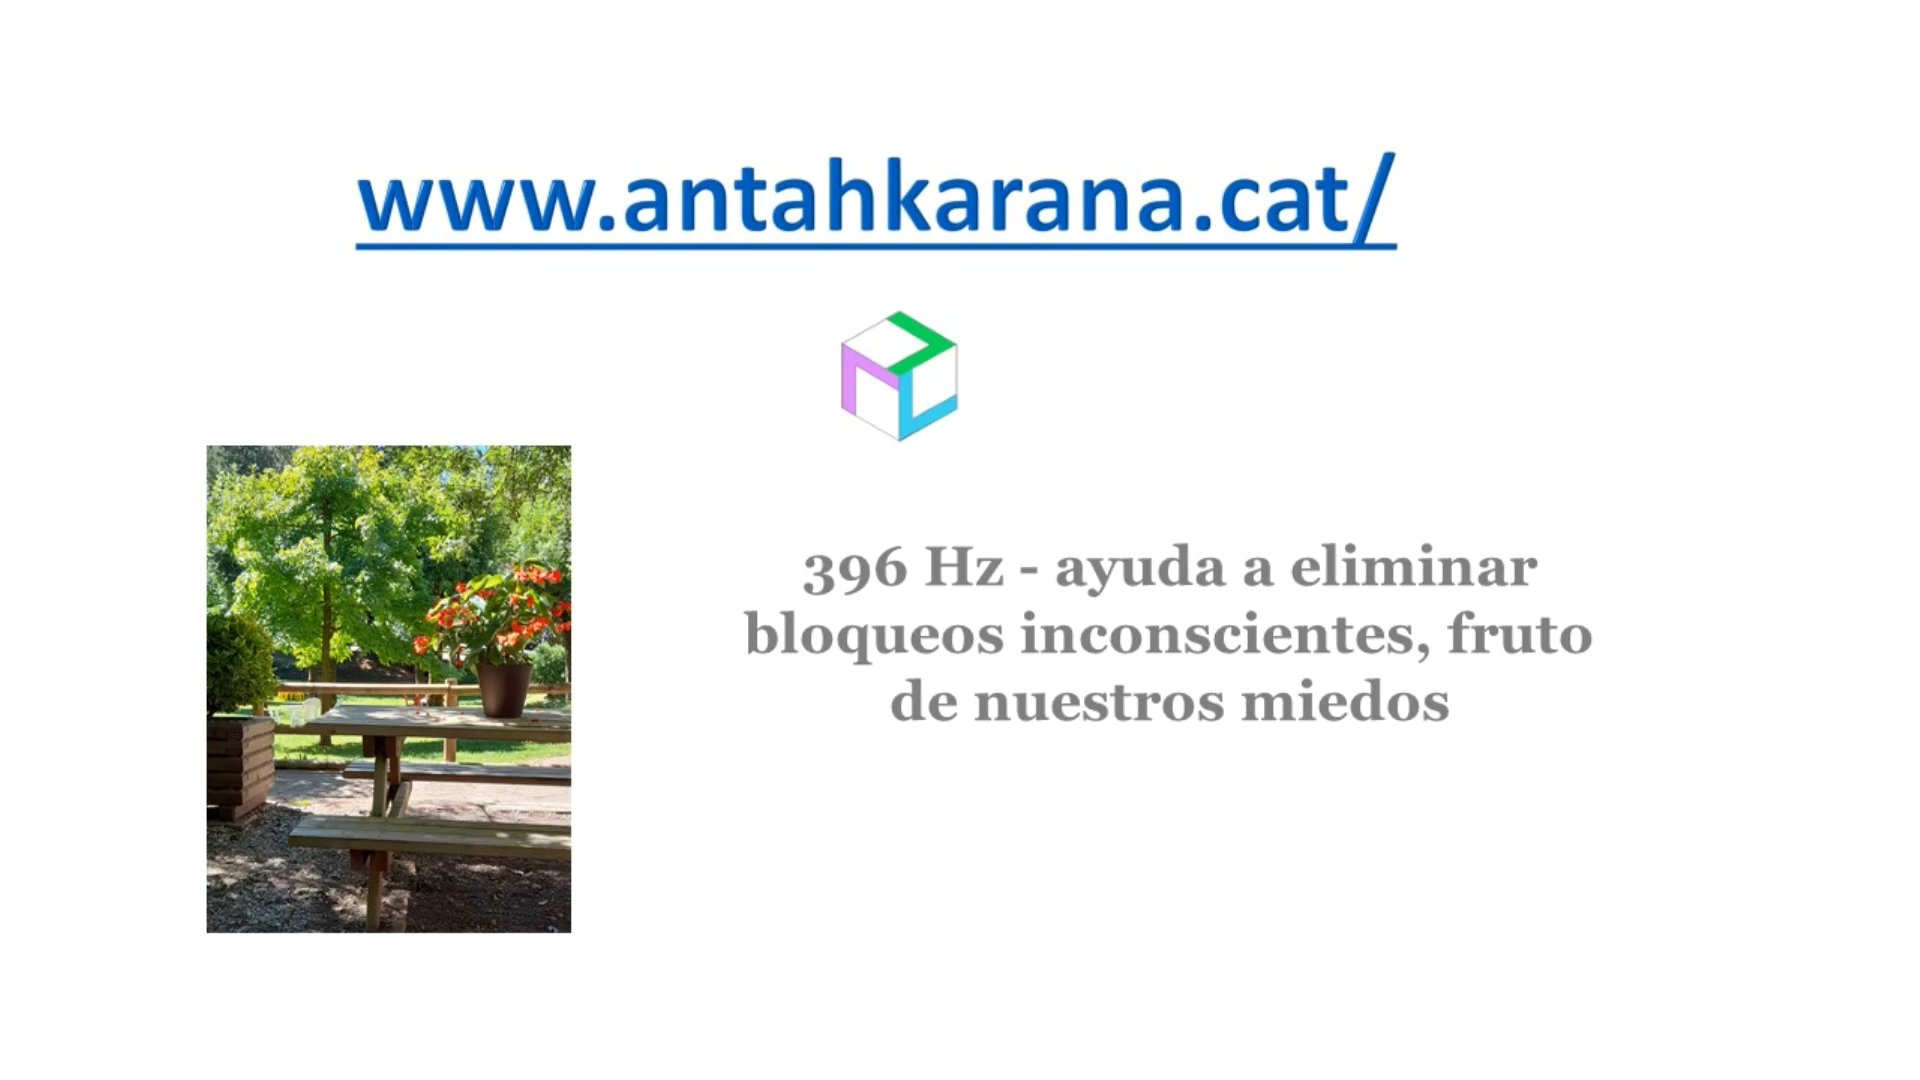 www.antahkarana.cat/
396 Hz - ayuda a eliminar
bloqueos inconscientes, fruto
de nuestros miedos